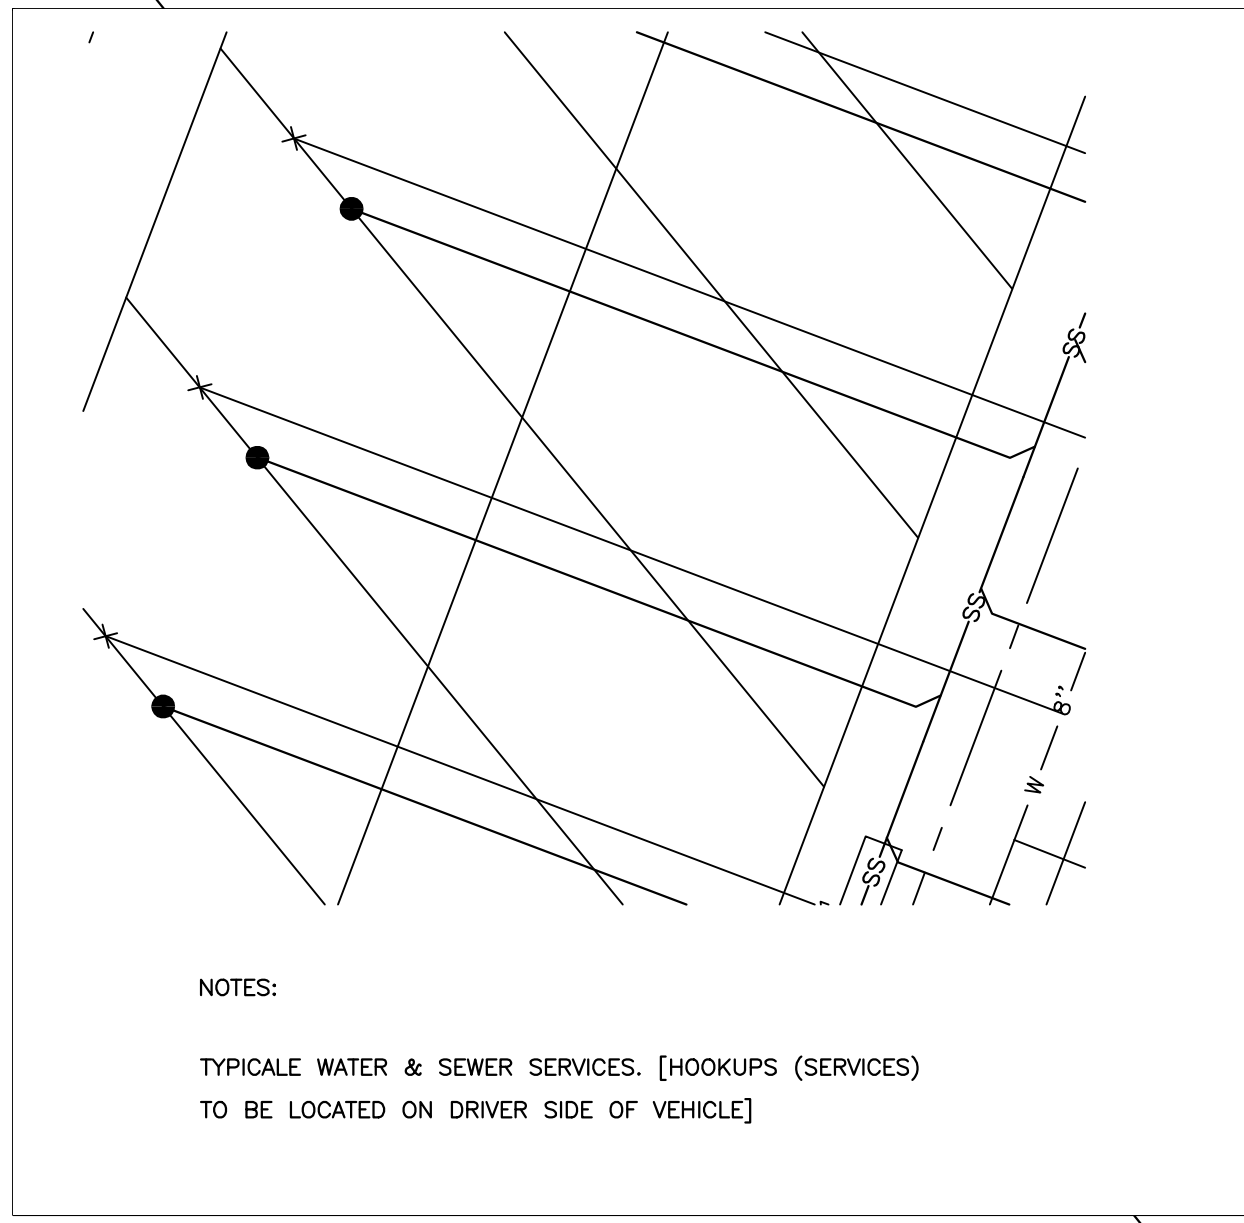 SS
SS
8"
W
SS
NOTES:
TYPICALE WATER & SEWER SERVICES. [HOOKUPS (SERVICES)
TO BE LOCATED ON DRIVER SIDE OF VEHICLE]